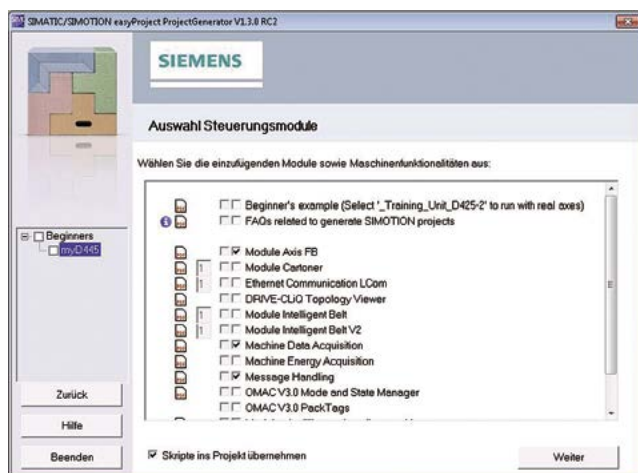 SIMATIC/SIMOTION easyProject ProjectGenerator V1.3.0 RC2
SIEMENS
Auswahl Steuerungsmodule
Wählen Sie die einzufügenden Module sowie Maschinenfunktionalitäten aus:
Beginner's example (Select '_Training_Unit_D425-2' to run with real axes)
FAQs related to generate SIMOTION projects
Module Axis FB
1 Module Cartoner
1 Ethernet Communication LCom
DRIVE-CLiQ Topology Viewer
1 Module Intelligent Belt
1 Module Intelligent Belt V2
Machine Data Acquisition
Machine Energy Acquisition
Message Handling
OMAC V3.0 Mode and State Manager
OMAC V3.0 PackTags
Beginners
myD445
Zurück
Hilfe
Beenden
Skripte ins Projekt übernehmen
Weiter